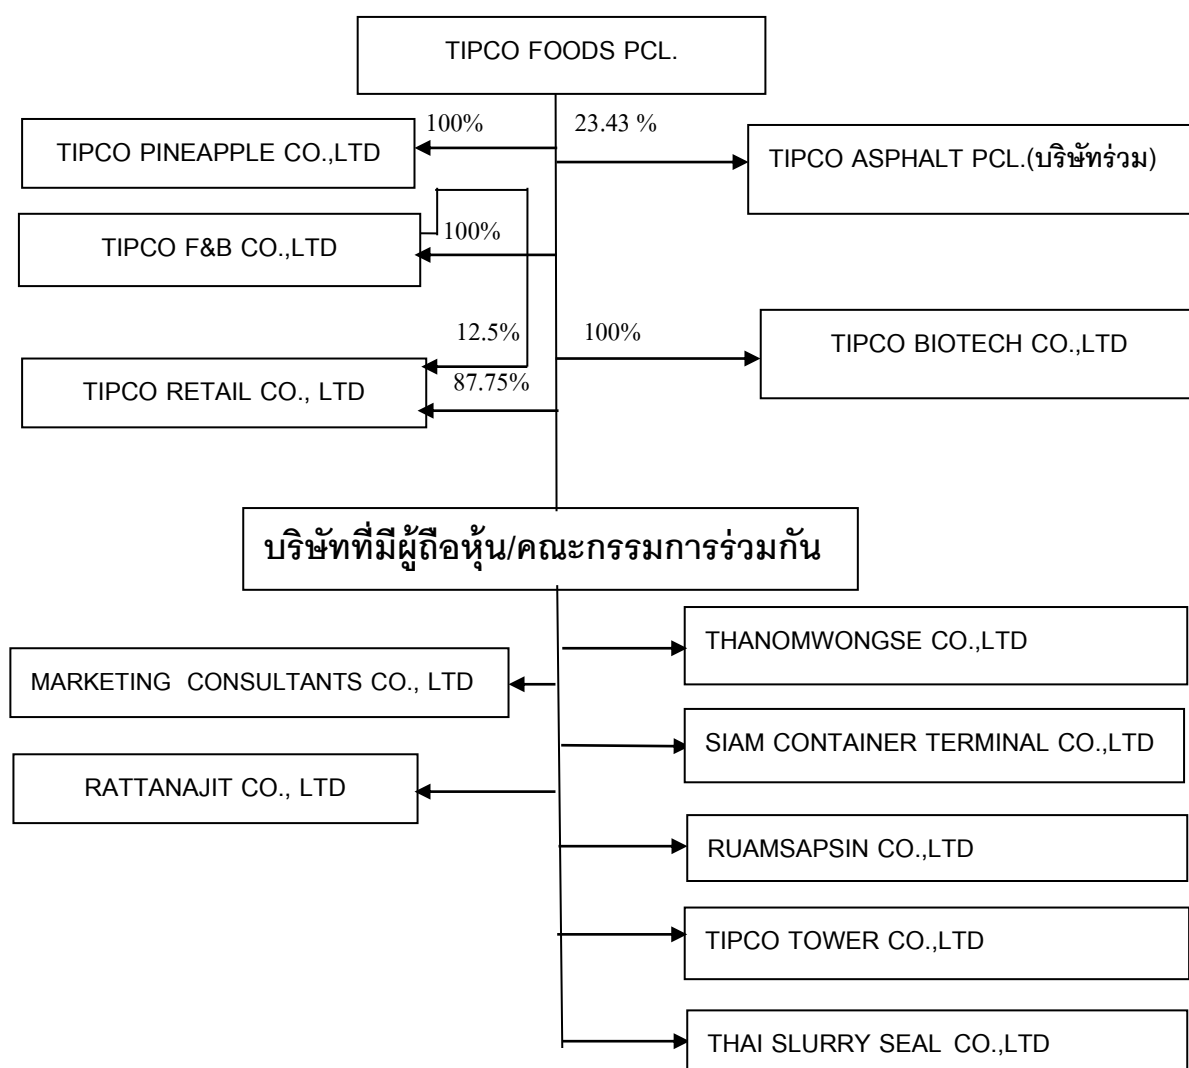 TIPCO FOODS PCL.
100%
23.43 %
TIPCO PINEAPPLE CO.,LTD
TIPCO ASPHALT PCL.(บริษัทร่วม)
TIPCO F&B CO.,LTD
100%
12.5%
100%
TIPCO BIOTECH CO.,LTD
TIPCO RETAIL CO., LTD
87.75%
บริษัทที่มีผู้ถือหุ้น/คณะกรรมการร่วมกัน
THANOMWONGSE CO.,LTD
MARKETING CONSULTANTS CO., LTD
SIAM CONTAINER TERMINAL CO.,LTD
RATTANAJIT CO., LTD
RUAMSAPSIN CO.,LTD
TIPCO TOWER CO.,LTD
THAI SLURRY SEAL CO.,LTD